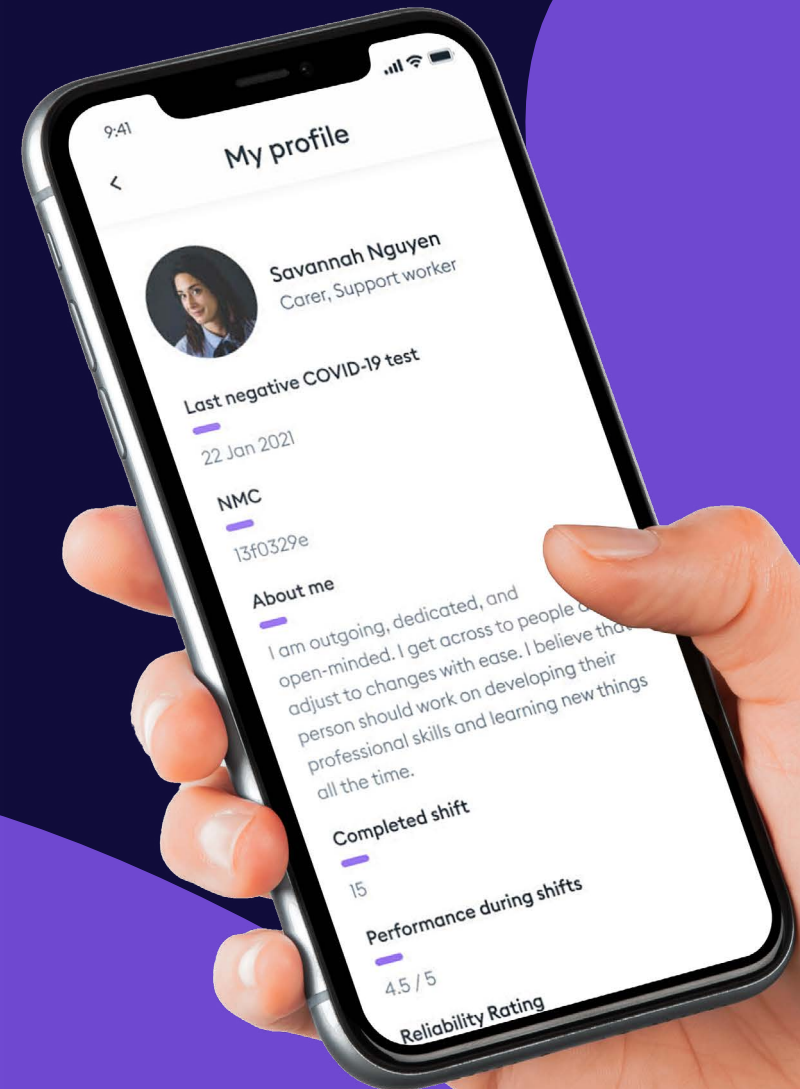 9:41
My profile
Savannah Nguyen
Carer, Support worker
Last negative COVID-19 test
22 Jan 2021
NMC
13f0329e
About me
I am outgoing, dedicated, and
open-minded. I get across to people
adjust to changes with ease. I believe
person should work on developing their
professional skills and learning new things
all the time.
Completed shift
15
Performance during shifts
4.5 / 5
Reliability Rating